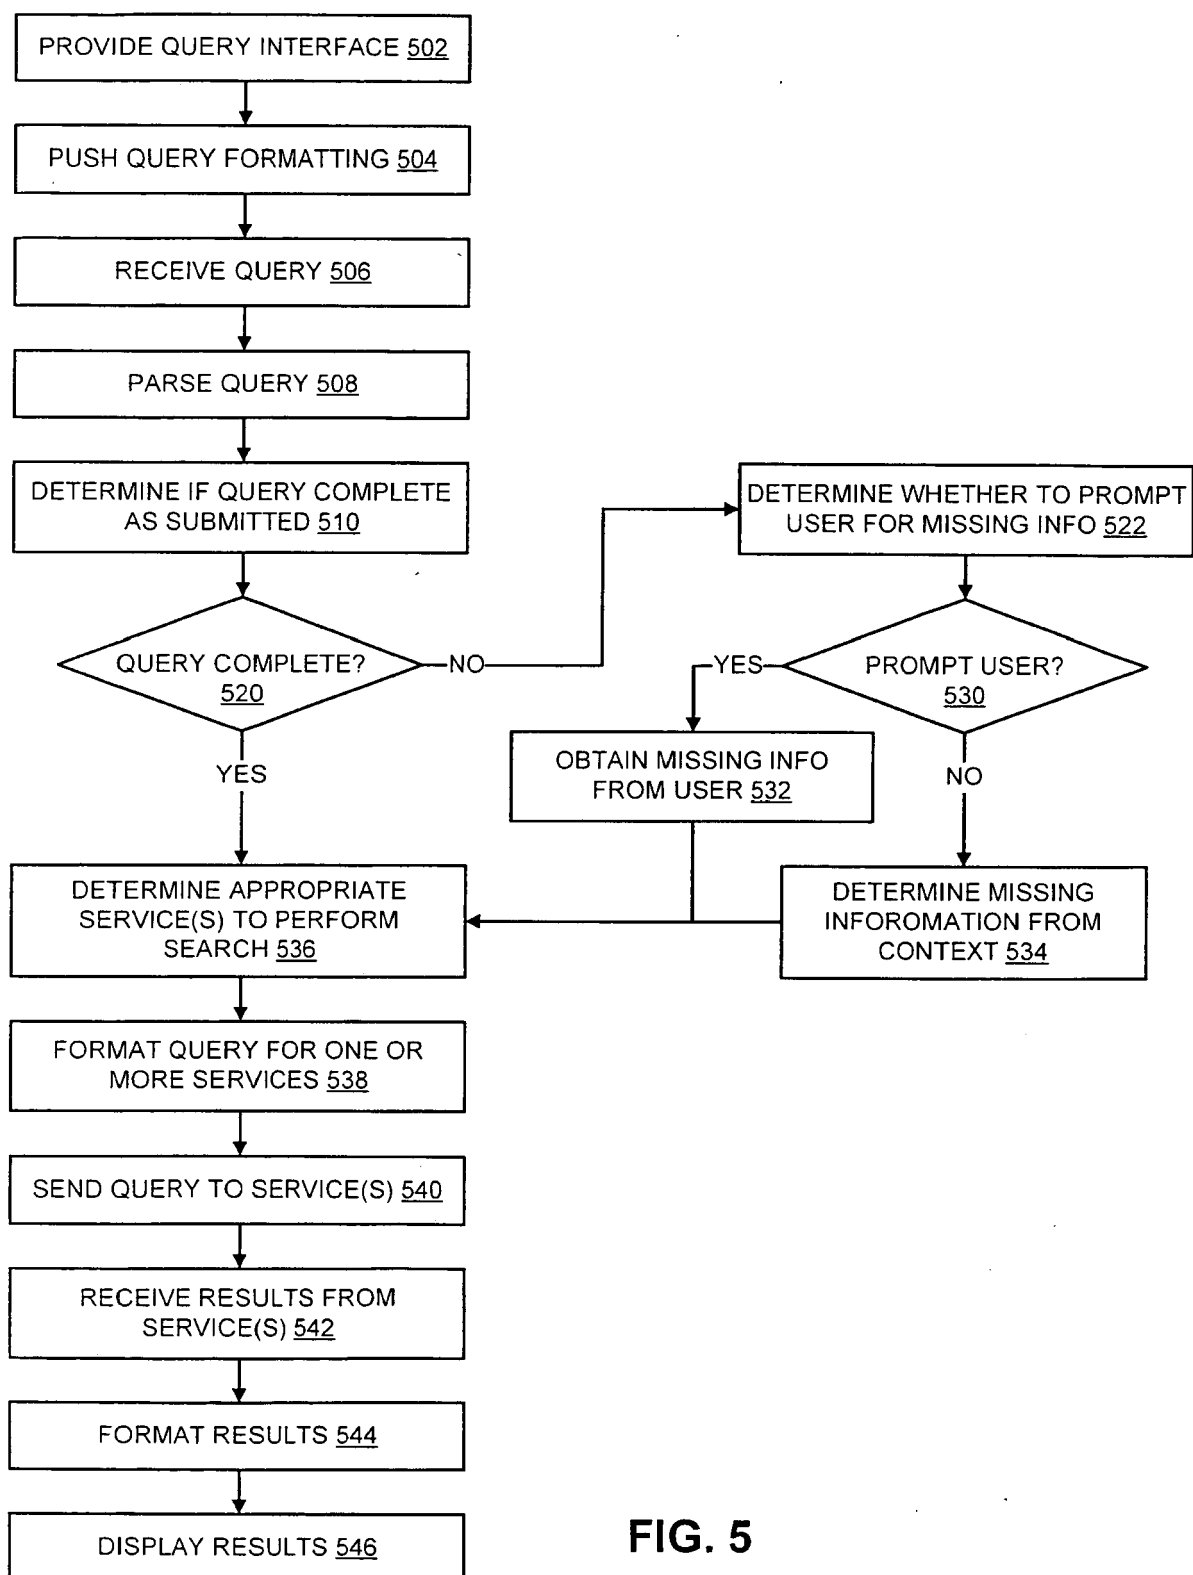 PROVIDE QUERY INTERFACE 502
PUSH QUERY FORMATTING 504
RECEIVE QUERY 506
PARSE QUERY 508
DETERMINE IF QUERY COMPLETE
AS SUBMITTED 510
QUERY COMPLETE?
520
NO
YES
DETERMINE WHETHER TO PROMPT
USER FOR MISSING INFO 522
PROMPT USER?
530
YES
NO
OBTAIN MISSING INFO
FROM USER 532
DETERMINE MISSING
INFOROMATION FROM
CONTEXT 534
DETERMINE APPROPRIATE
SERVICE(S) TO PERFORM
SEARCH 536
FORMAT QUERY FOR ONE OR
MORE SERVICES 538
SEND QUERY TO SERVICE(S) 540
RECEIVE RESULTS FROM
SERVICE(S) 542
FORMAT RESULTS 544
DISPLAY RESULTS 546
FIG. 5